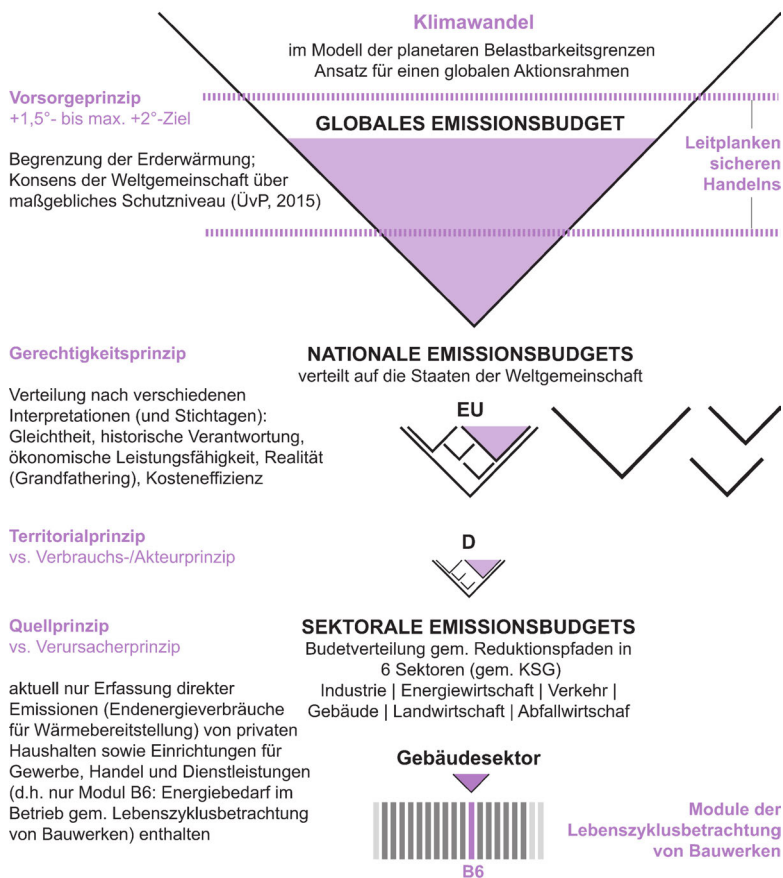 Klimawandel
im Modell der planetaren Belastbarkeitsgrenzen
Ansatz für einen globalen Aktionsrahmen
Vorsorgeprinzip
+1,5°- bis max. +2°-Ziel
GLOBALES EMISSIONSBUDGET
Begrenzung der Erderwärmung;
Konsens der Weltgemeinschaft über
maßgebliches Schutzniveau (ÜvP, 2015)
Leitplanken
sicheren
Handelns
Gerechtigkeitsprinzip
Verteilung nach verschiedenen
Interpretationen (und Stichtagen):
Gleichtheit, historische Verantwortung,
ökonomische Leistungsfähigkeit, Realität
(Grandfathering), Kosteneffizienz
NATIONALE EMISSIONSBUDGETS
verteilt auf die Staaten der Weltgemeinschaft
EU
Territorialprinzip
vs. Verbrauchs-/Akteurprinzip
D
Quellprinzip
vs. Verursacherprinzip
aktuell nur Erfassung direkter
Emissionen (Endenergieverbräuche
für Wärmebereitstellung) von privaten
Haushalten sowie Einrichtungen für
Gewerbe, Handel und Dienstleistungen
(d.h. nur Modul B6: Energiebedarf im
Betrieb gem. Lebenszyklusbetrachtung
von Bauwerken) enthalten
SEKTORALE EMISSIONSBUDGETS
Budetverteilung gem. Reduktionspfaden in
6 Sektoren (gem. KSG)
Industrie | Energiewirtschaft | Verkehr |
Gebäude | Landwirtschaft | Abfallwirtschaf
Gebäudesektor
B6
Module der
Lebenszyklusbetrachtung
von Bauwerken